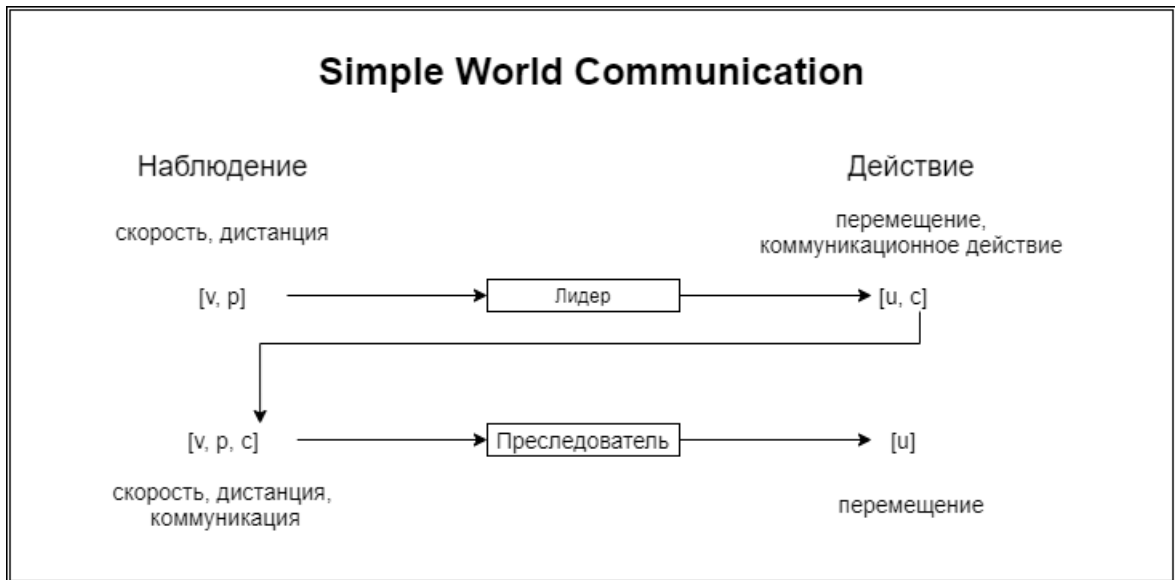 Simple World Communication
Наблюдение
Действие
скорость, дистанция
перемещение,
коммуникационное действие
[v, p]
Лидер
[u, c]
[v, p, c]
Преследователь
[u]
скорость, дистанция,
коммуникация
перемещение